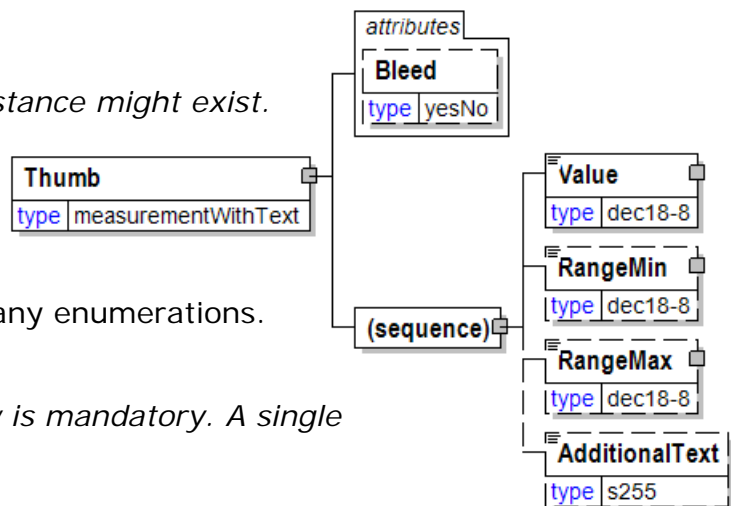 stance might exist.
any enumerations.
is mandatory. A single
Thumb
type measurementWithText
attributes
Bleed
type yesNo
(sequence)
Value
type dec18-8
RangeMin
type dec18-8
RangeMax
type dec18-8
AdditionalText
type s255